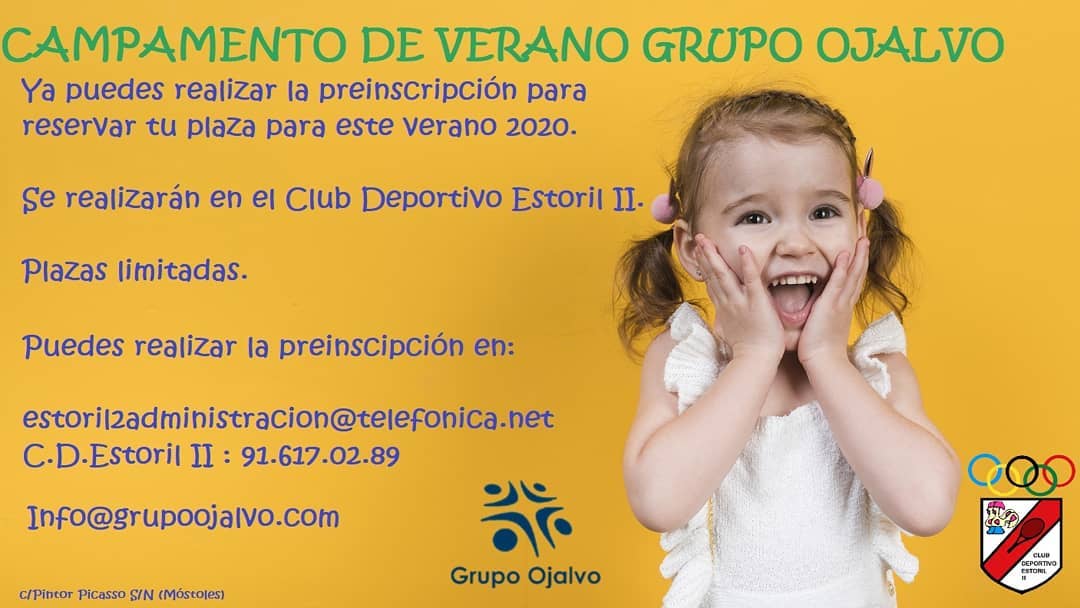 CAMPAMENTO DE VERANO GRUPO OJALVO
Ya puedes realizar la preinscripción para
reservar tu plaza para este verano 2020.
Se realizarán en el Club Deportivo Estoril II.
Plazas limitadas.
Puedes realizar la preinscipción en:
estoril2administracion@telefonica.net
C.D.Estoril II : 91.617.02.89
Info@grupoojalvo.com
Grupo Ojalvo
CLUB
DEPORTIVO
ESTORIL
II
c/Pintor Picasso S/N (Móstoles)